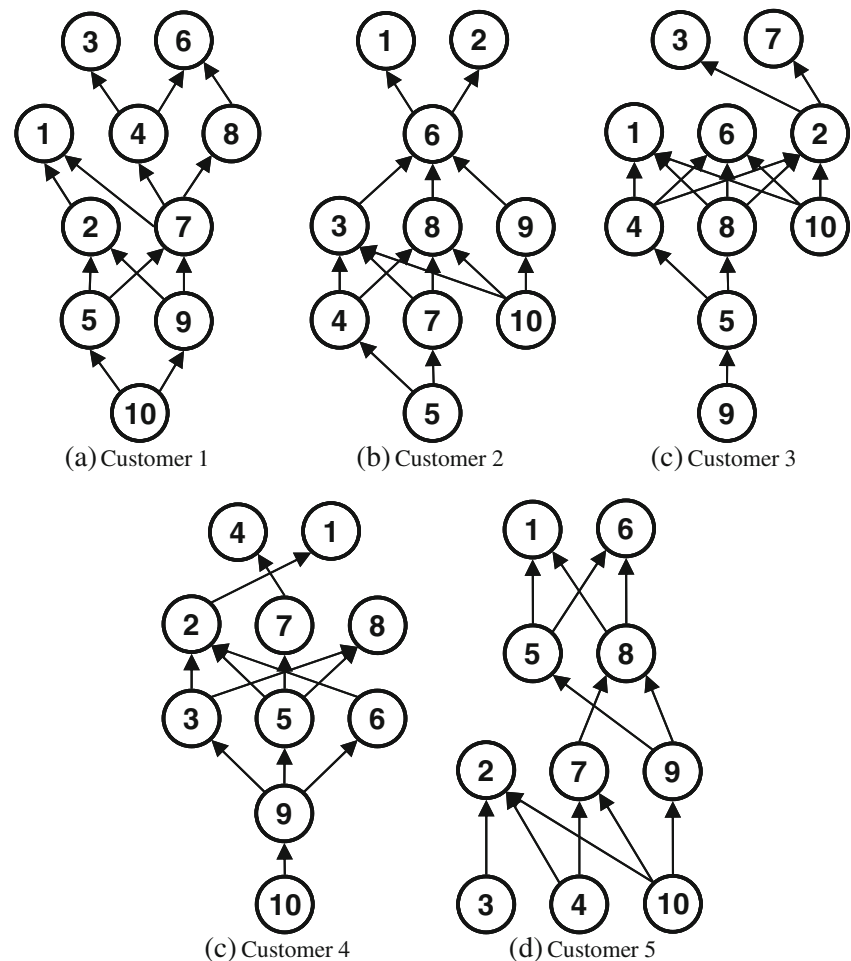 3 6
1 4 8
2 7
5 9
10
(a) Customer 1
1 2
6
3 8 9
4 7 10
5
(b) Customer 2
3 7
1 6 2
4 8 10
5
9
(c) Customer 3
4 1
2 7 8
3 5 6
9
10
(c) Customer 4
1 6
5 8
2 7 9
3 4 10
(d) Customer 5